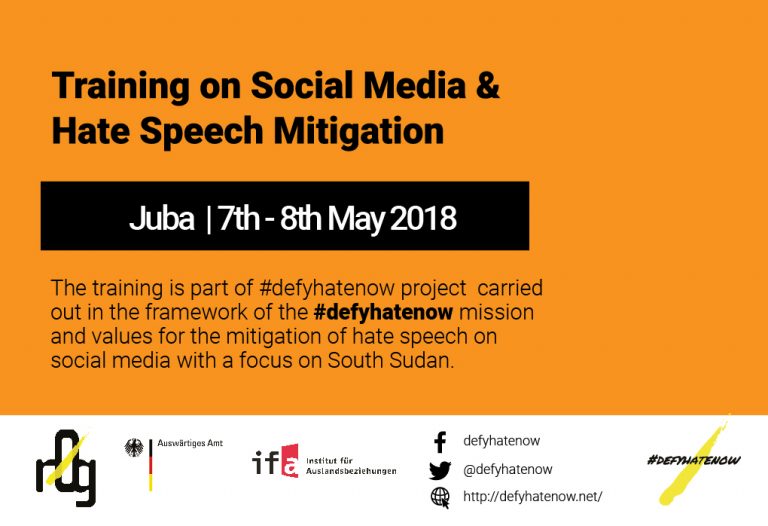 Training on Social Media &
Hate Speech Mitigation
Juba | 7th - 8th May 2018
The training is part of #defyhatenow project carried
out in the framework of the #defyhatenow mission
and values for the mitigation of hate speech on
social media with a focus on South Sudan.
r0g
Auswärtiges Amt
ifa Institut für
Auslandsbeziehungen
defyhatenow
@defyhatenow
http://defyhatenow.net/
#DEFYHATENOW